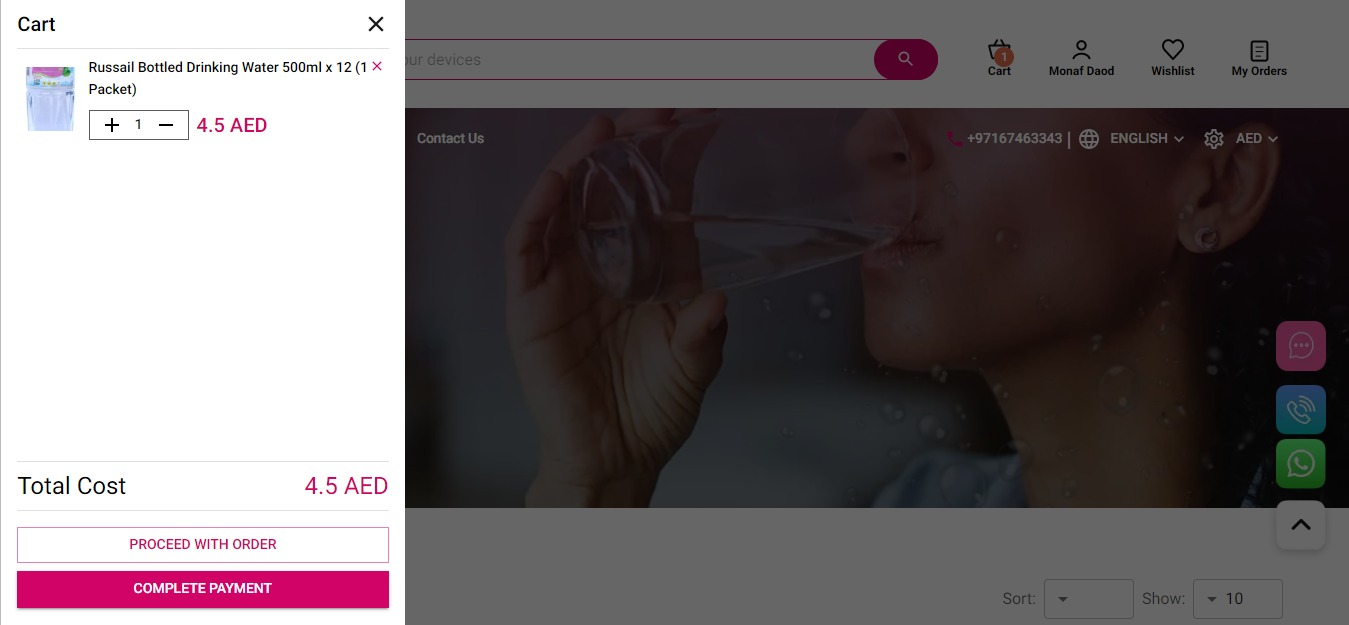 Cart
Russail Bottled Drinking Water 500ml x 12 (1
Packet)
1
4.5 AED
Total Cost
4.5 AED
PROCEED WITH ORDER
COMPLETE PAYMENT
our devices
1
Cart
Monaf Daod
Wishlist
My Orders
Contact Us
+97167463343 |
ENGLISH
AED
Sort:
Show:
10